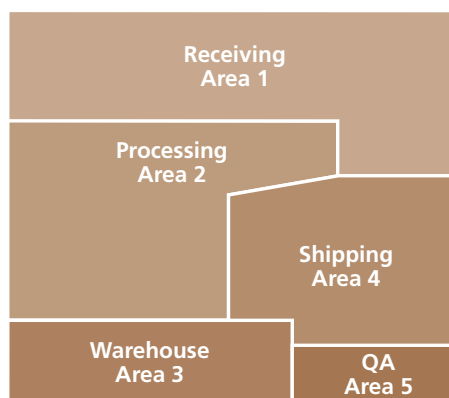 Receiving
Area 1
Processing
Area 2
Shipping
Area 4
Warehouse
Area 3
QA
Area 5